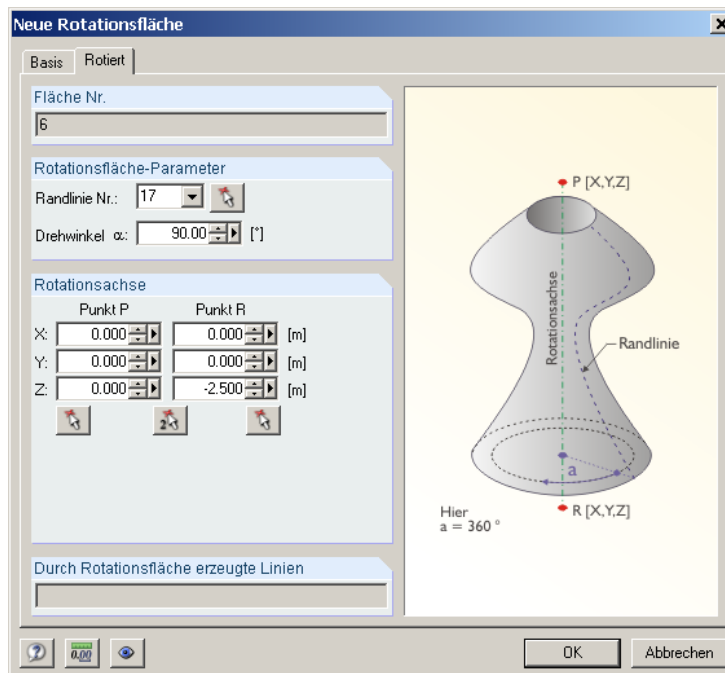 Neue Rotationsfläche
Basis
Rotiert
Fläche Nr.
6
Rotationsfläche-Parameter
Randlinie Nr.: 17
Drehwinkel α: 90.00 [°]
Rotationsachse
Punkt P Punkt R
X: 0.000 0.000 [m]
Y: 0.000 0.000 [m]
Z: 0.000 -2.500 [m]
2
Durch Rotationsfläche erzeugte Linien
P [X,Y,Z]
Rotationsachse
Randlinie
a
R [X,Y,Z]
Hier
a = 360 °
0.00
OK
Abbrechen